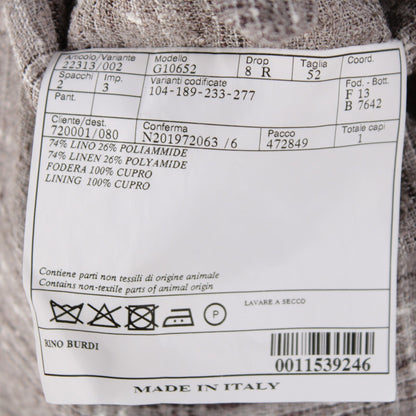 Articolo/Variante Modello Drop Taglia Coord.
22313/002 G10652 8 R 52
Spacchi Imp. Varianti codificate Fod. - Bott.
2 3 104-189-233-277 F 13
Pant. B 7642
Cliente/dest. Conferma Pacco Totale capi
720001/080 N201972063 /6 472849 1
74% LINO 26% POLIAMMIDE
74% LINEN 26% POLYAMIDE
FODERA 100% CUPRO
LINING 100% CUPRO
Contiene parti non tessili di origine animale
Contains non-textile parts of animal origin
LAVARE A SECCO
P
RINO BURDI
0011539246
MADE IN ITALY